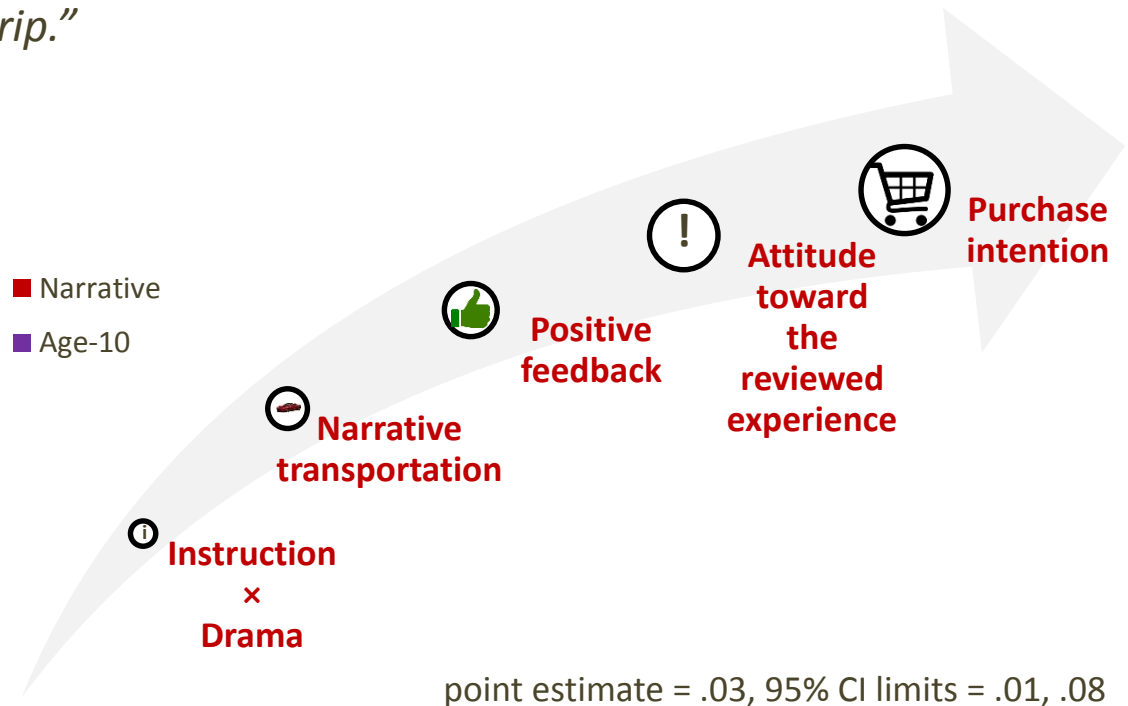 rip.”
Narrative
Age-10
i
Instruction
×
Drama
Narrative
transportation
Positive
feedback
!
Attitude
toward
the
reviewed
experience
Purchase
intention
point estimate = .03, 95% CI limits = .01, .08